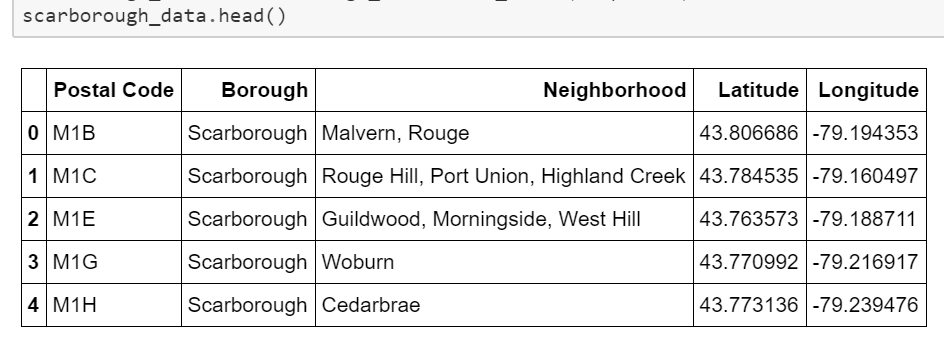 scarborough_data.head()
Postal Code Borough Neighborhood Latitude Longitude
0 M1B Scarborough Malvern, Rouge 43.806686 -79.194353
1 M1C Scarborough Rouge Hill, Port Union, Highland Creek 43.784535 -79.160497
2 M1E Scarborough Guildwood, Morningside, West Hill 43.763573 -79.188711
3 M1G Scarborough Woburn 43.770992 -79.216917
4 M1H Scarborough Cedarbrae 43.773136 -79.239476